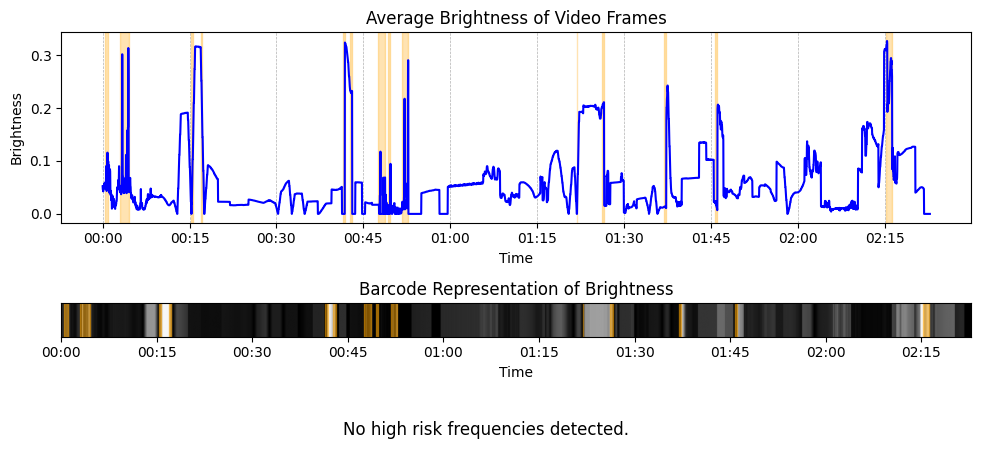 Average Brightness of Video Frames
Brightness
0.3
0.2
0.1
0.0
00:00 00:15 00:30 00:45 01:00 01:15 01:30 01:45 02:00 02:15
Time
Barcode Representation of Brightness
00:00 00:15 00:30 00:45 01:00 01:15 01:30 01:45 02:00 02:15
Time
No high risk frequencies detected.